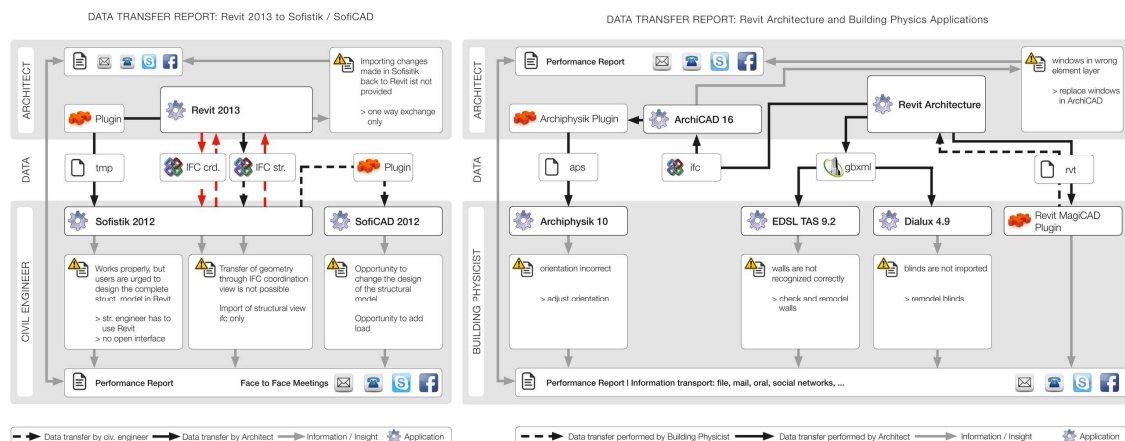 DATA TRANSFER REPORT: Revit 2013 to Sofistik / SofiCAD
ARCHITECT
Importing changes
made in Sofisitik
back to Revit ist not
provided
> one way exchange
only
Revit 2013
Plugin
DATA
tmp
IFC crd.
IFC str.
Plugin
CIVIL ENGINEER
Sofistik 2012
SofiCAD 2012
Works properly, but
users are urged to
design the complete
struct. model in Revit
> str. engineer has to
use Revit
> no open interface
Transfer of geometry
through IFC coordination
view is not possible
Import of structural view
ifc only
Opportunity to
change the design
of the structural
model
Opportunity to add
load
Performance Report
Face to Face Meetings
Data transfer by civ. engineer
Data transfer by Architect
Information / Insight
Application
DATA TRANSFER REPORT: Revit Architecture and Building Physics Applications
ARCHITECT
Performance Report
windows in wrong
element layer
> replace windows
in ArchiCAD
Archiphysik Plugin
ArchiCAD 16
Revit Architecture
DATA
aps
ifc
gbxml
rvt
BUILDING PHYSICIST
Archiphysik 10
EDSL TAS 9.2
Dialux 4.9
Revit MagiCAD
Plugin
orientation incorrect
> adjust orientation
walls are not
recognized correctly
> check and remodel
walls
blinds are not imported
> remodel blinds
Performance Report I Information transport: file, mail, oral, social networks, ...
Data transfer performed by Building Physicist
Data transfer performed by Architect
Information / Insight
Application